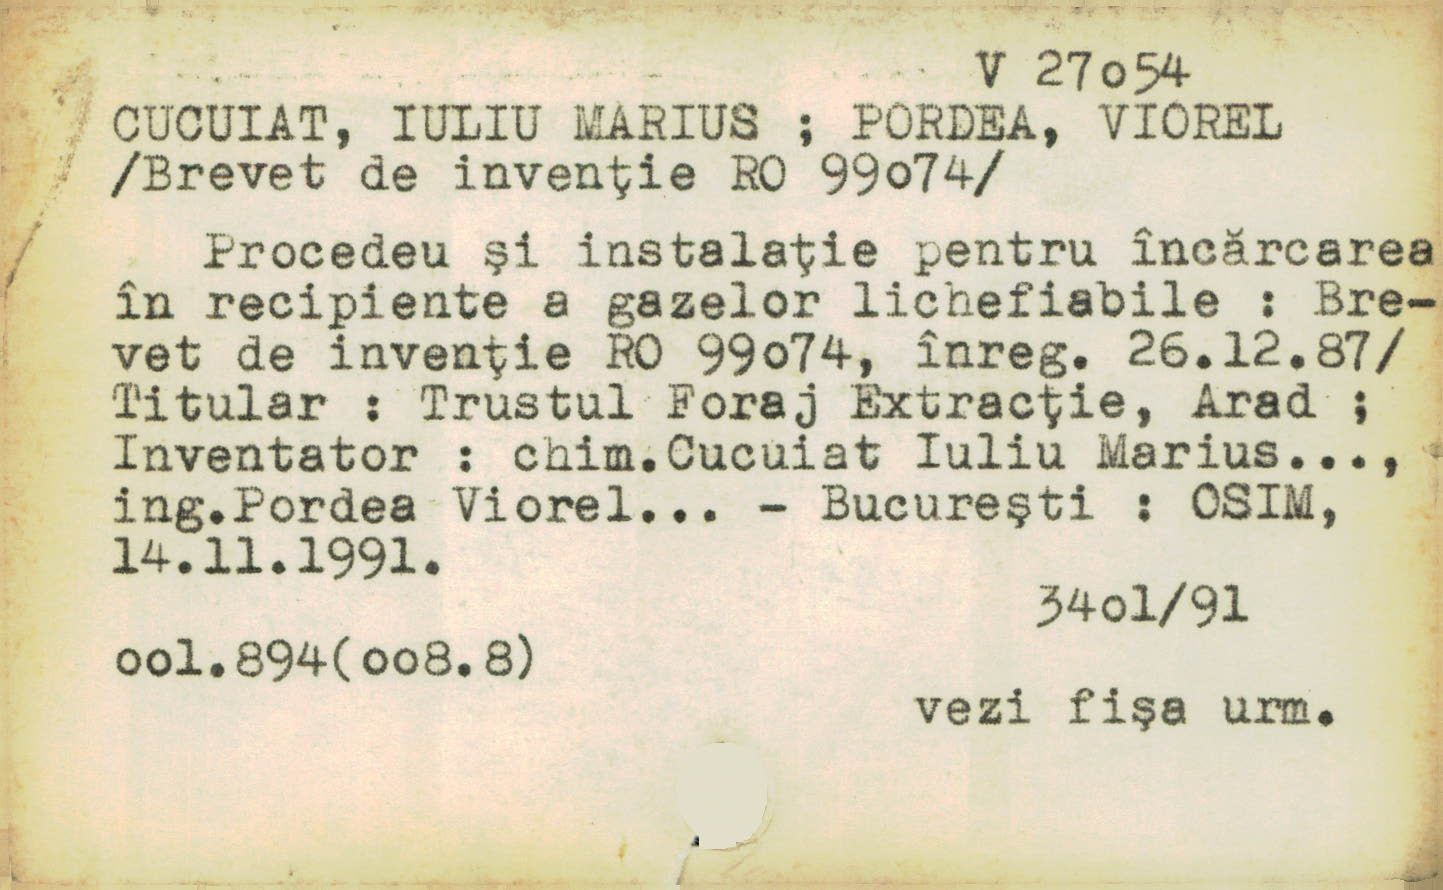 V 27o54
CUCUIAT, IULIU MARIUS ; PORDEA, VIOREL
/Brevet de invenţie RO 99o74/
Procedeu şi instalaţie pentru încărcarea
în recipiente a gazelor lichefiabile : Bre-
vet de invenţie RO 99o74, înreg. 26.12.87/
Titular : Trustul Foraj Extracţie, Arad ;
Inventator : chim.Cucuiat Iuliu Marius...,
ing.Pordea Viorel... - Bucureşti : OSIM,
14.11.1991.
34o1/91
oo1.894(oo8.8)
vezi fişa urm.